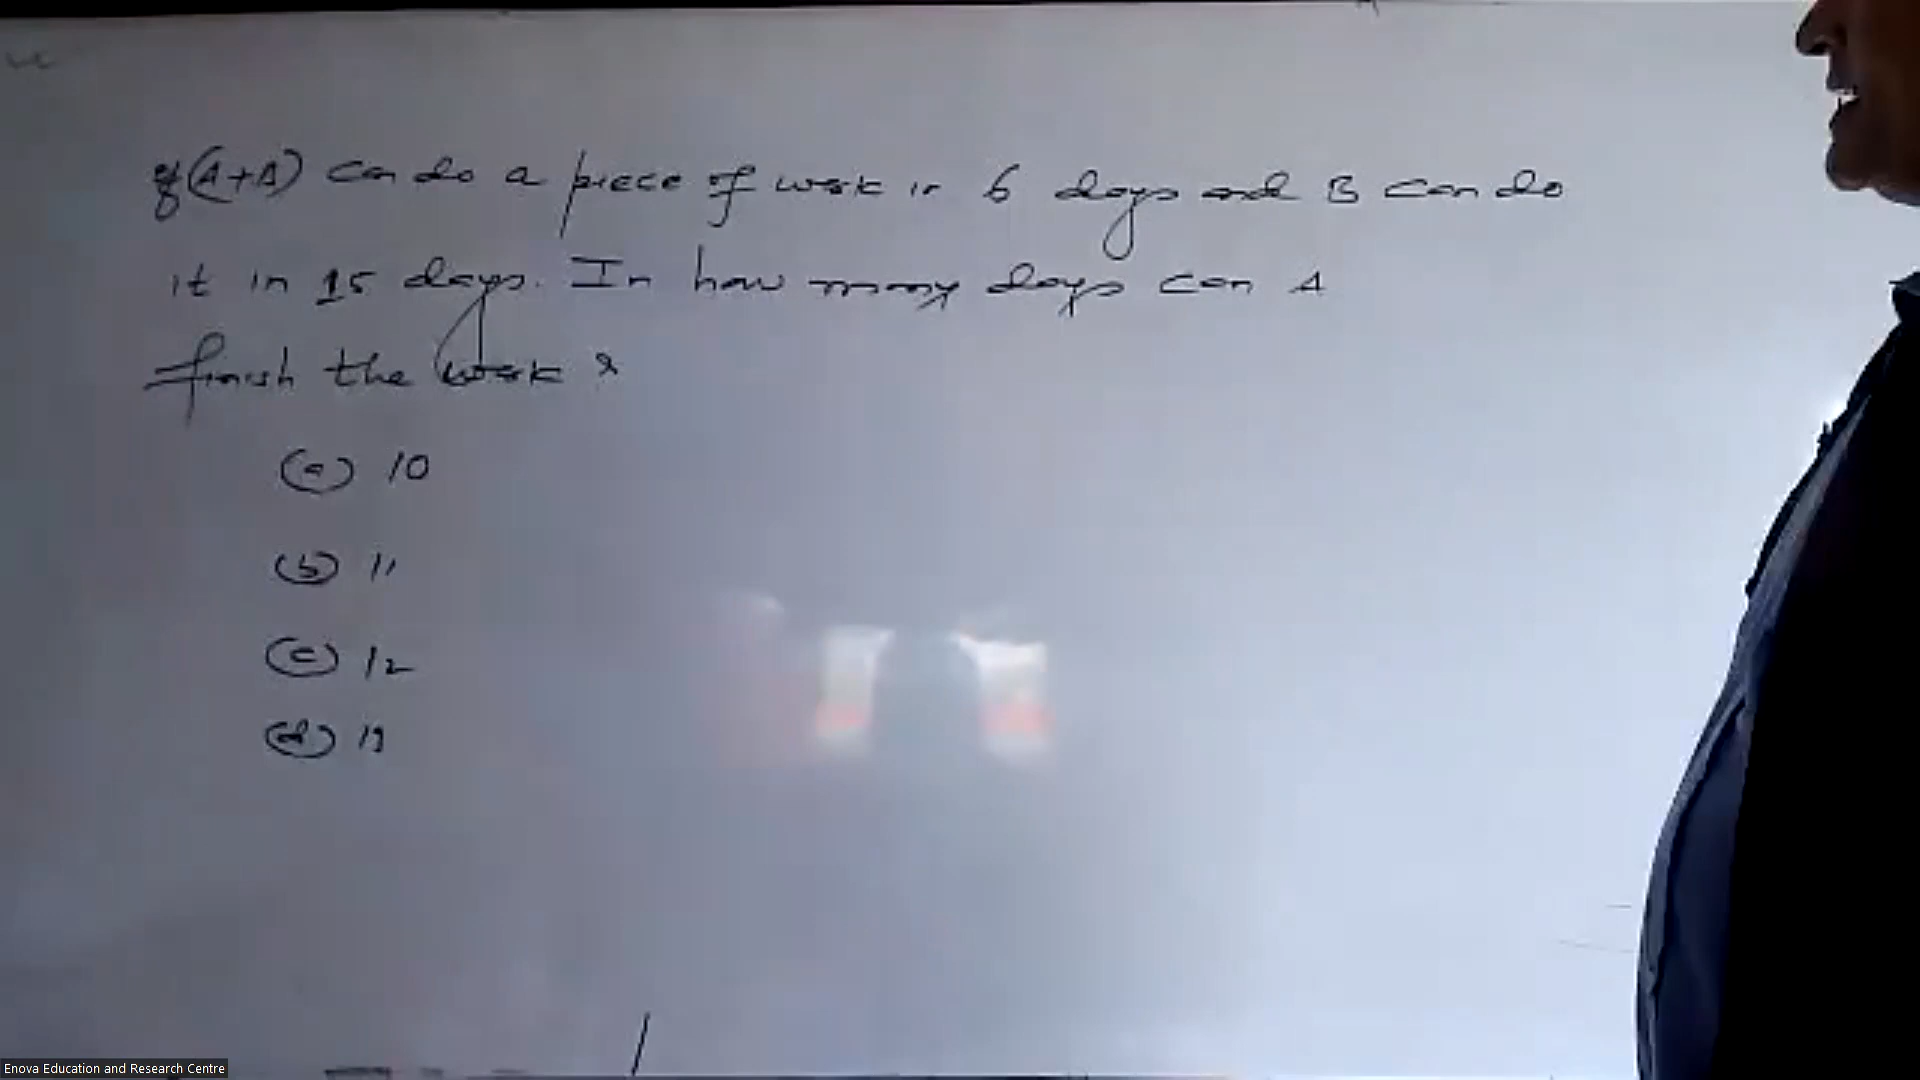 If (A+A) can do a piece of work in 6 days and B can do
it in 15 days. In how many days can A
finish the work ?
(a) 10
(b) 11
(c) 12
(d) 13
Enova Education and Research Centre